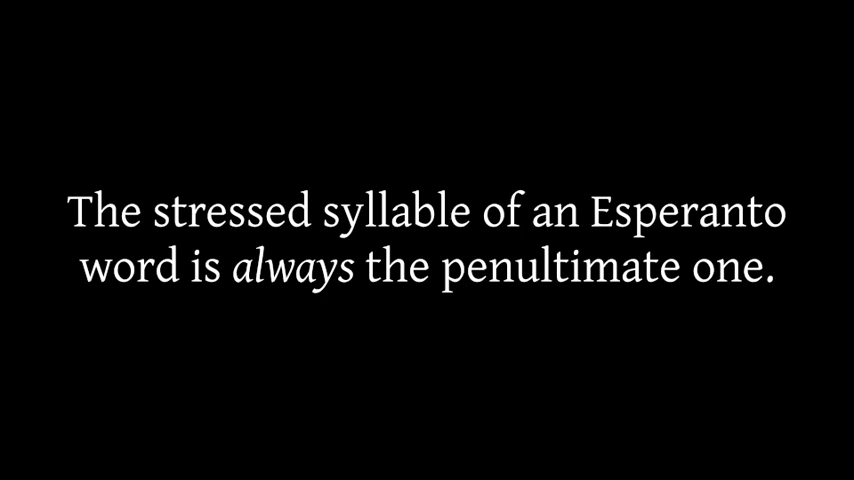 The stressed syllable of an Esperanto
word is always the penultimate one.